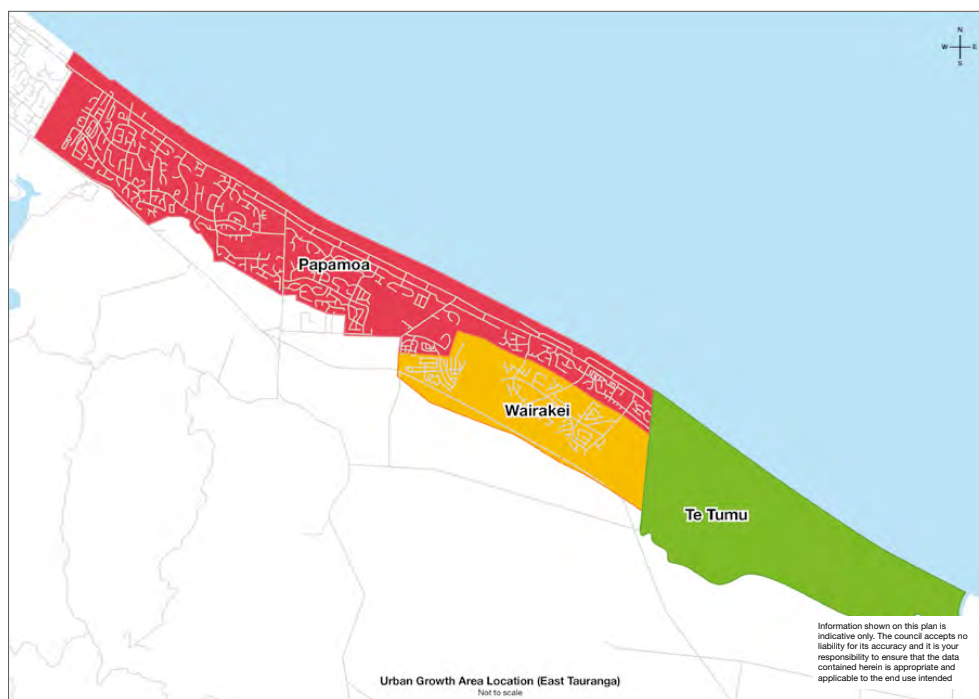 N
W E
S
Papamoa
Wairakei
Te Tumu
Information shown on this plan is
indicative only. The council accepts no
liability for its accuracy and it is your
responsibility to ensure that the data
contained herein is appropriate and
applicable to the end use intended
Urban Growth Area Location (East Tauranga)
Not to scale